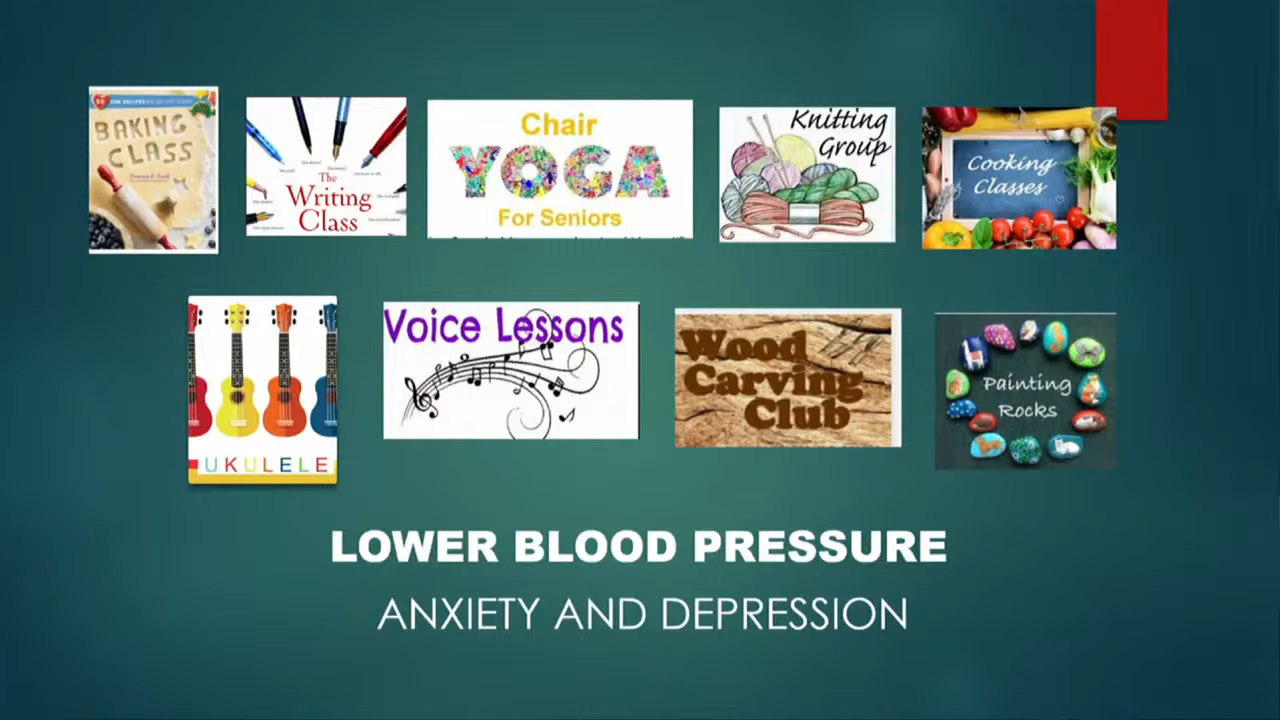 BAKING
CLASS
The
Writing
Class
Chair
YOGA
For Seniors
Knitting
Group
Cooking
Classes
UKULELE
Voice Lessons
Wood
Carving
Club
Painting
Rocks
LOWER BLOOD PRESSURE
ANXIETY AND DEPRESSION